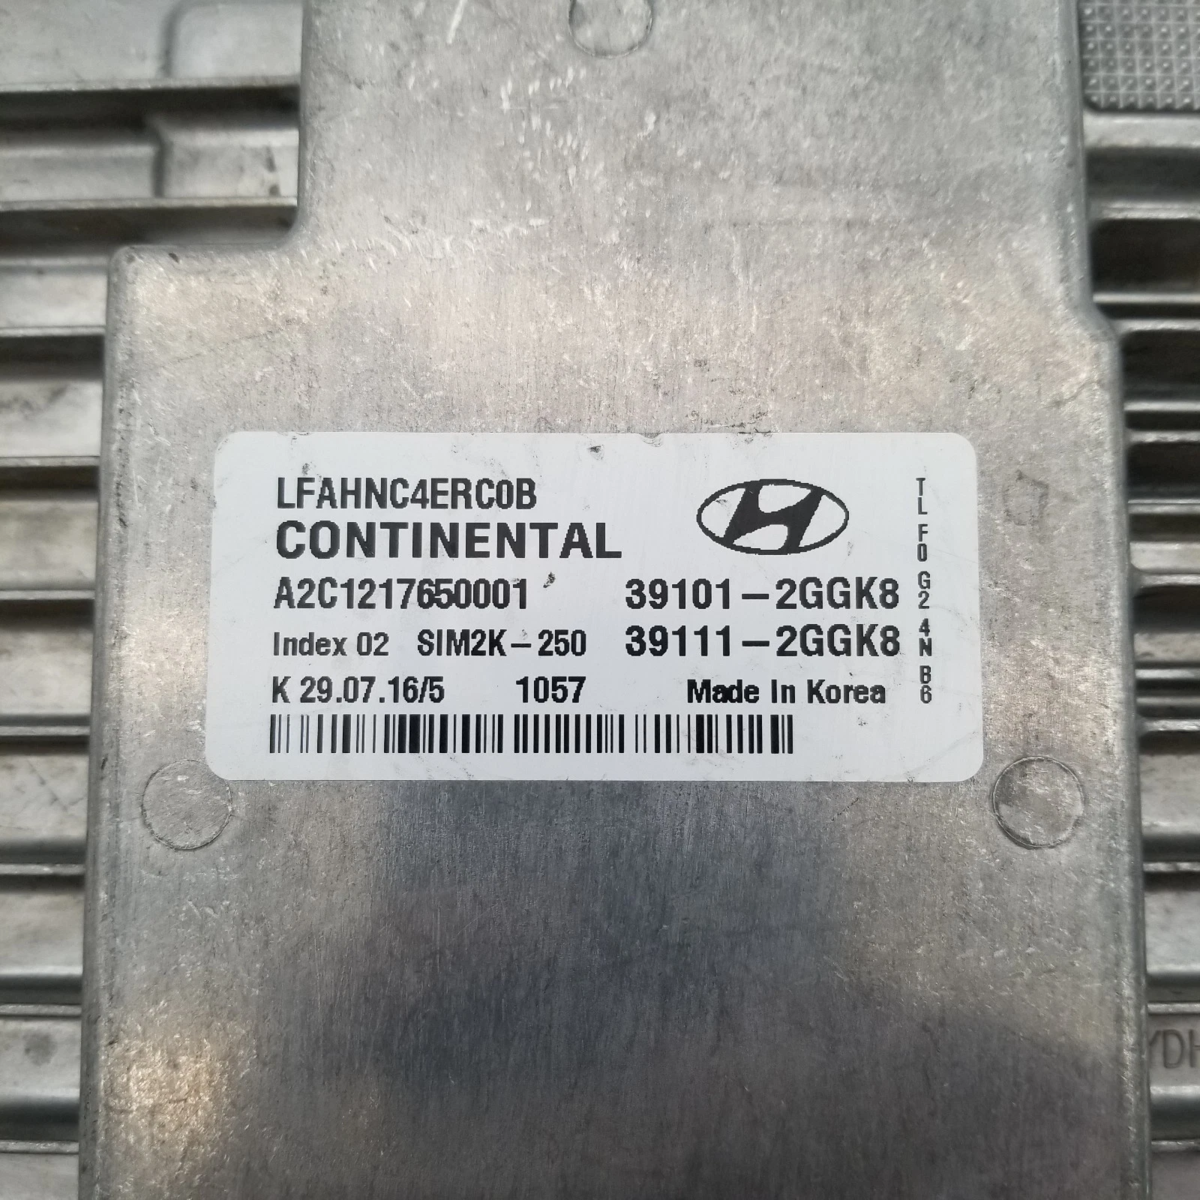 LFAHNC4ERC0B
CONTINENTAL
A2C1217650001 39101-2GGK8
Index 02 SIM2K-250 39111-2GGK8
K 29.07.16/5 1057 Made In Korea
TL F0 G2 4N B6
YDH